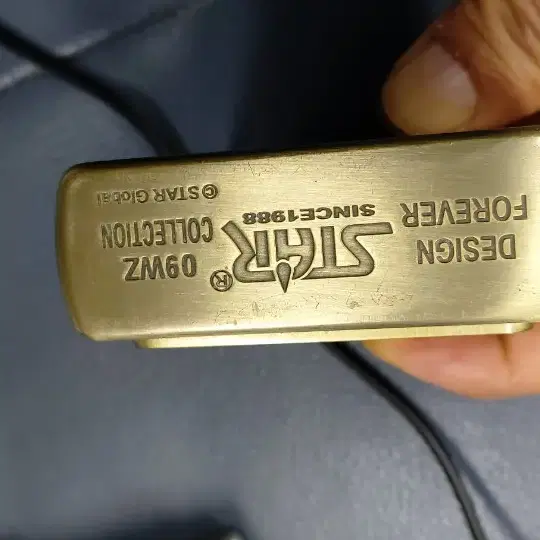 DESIGN
FOREVER
STAR®
SINCE1988
09WZ
COLLECTION
©STAR Global